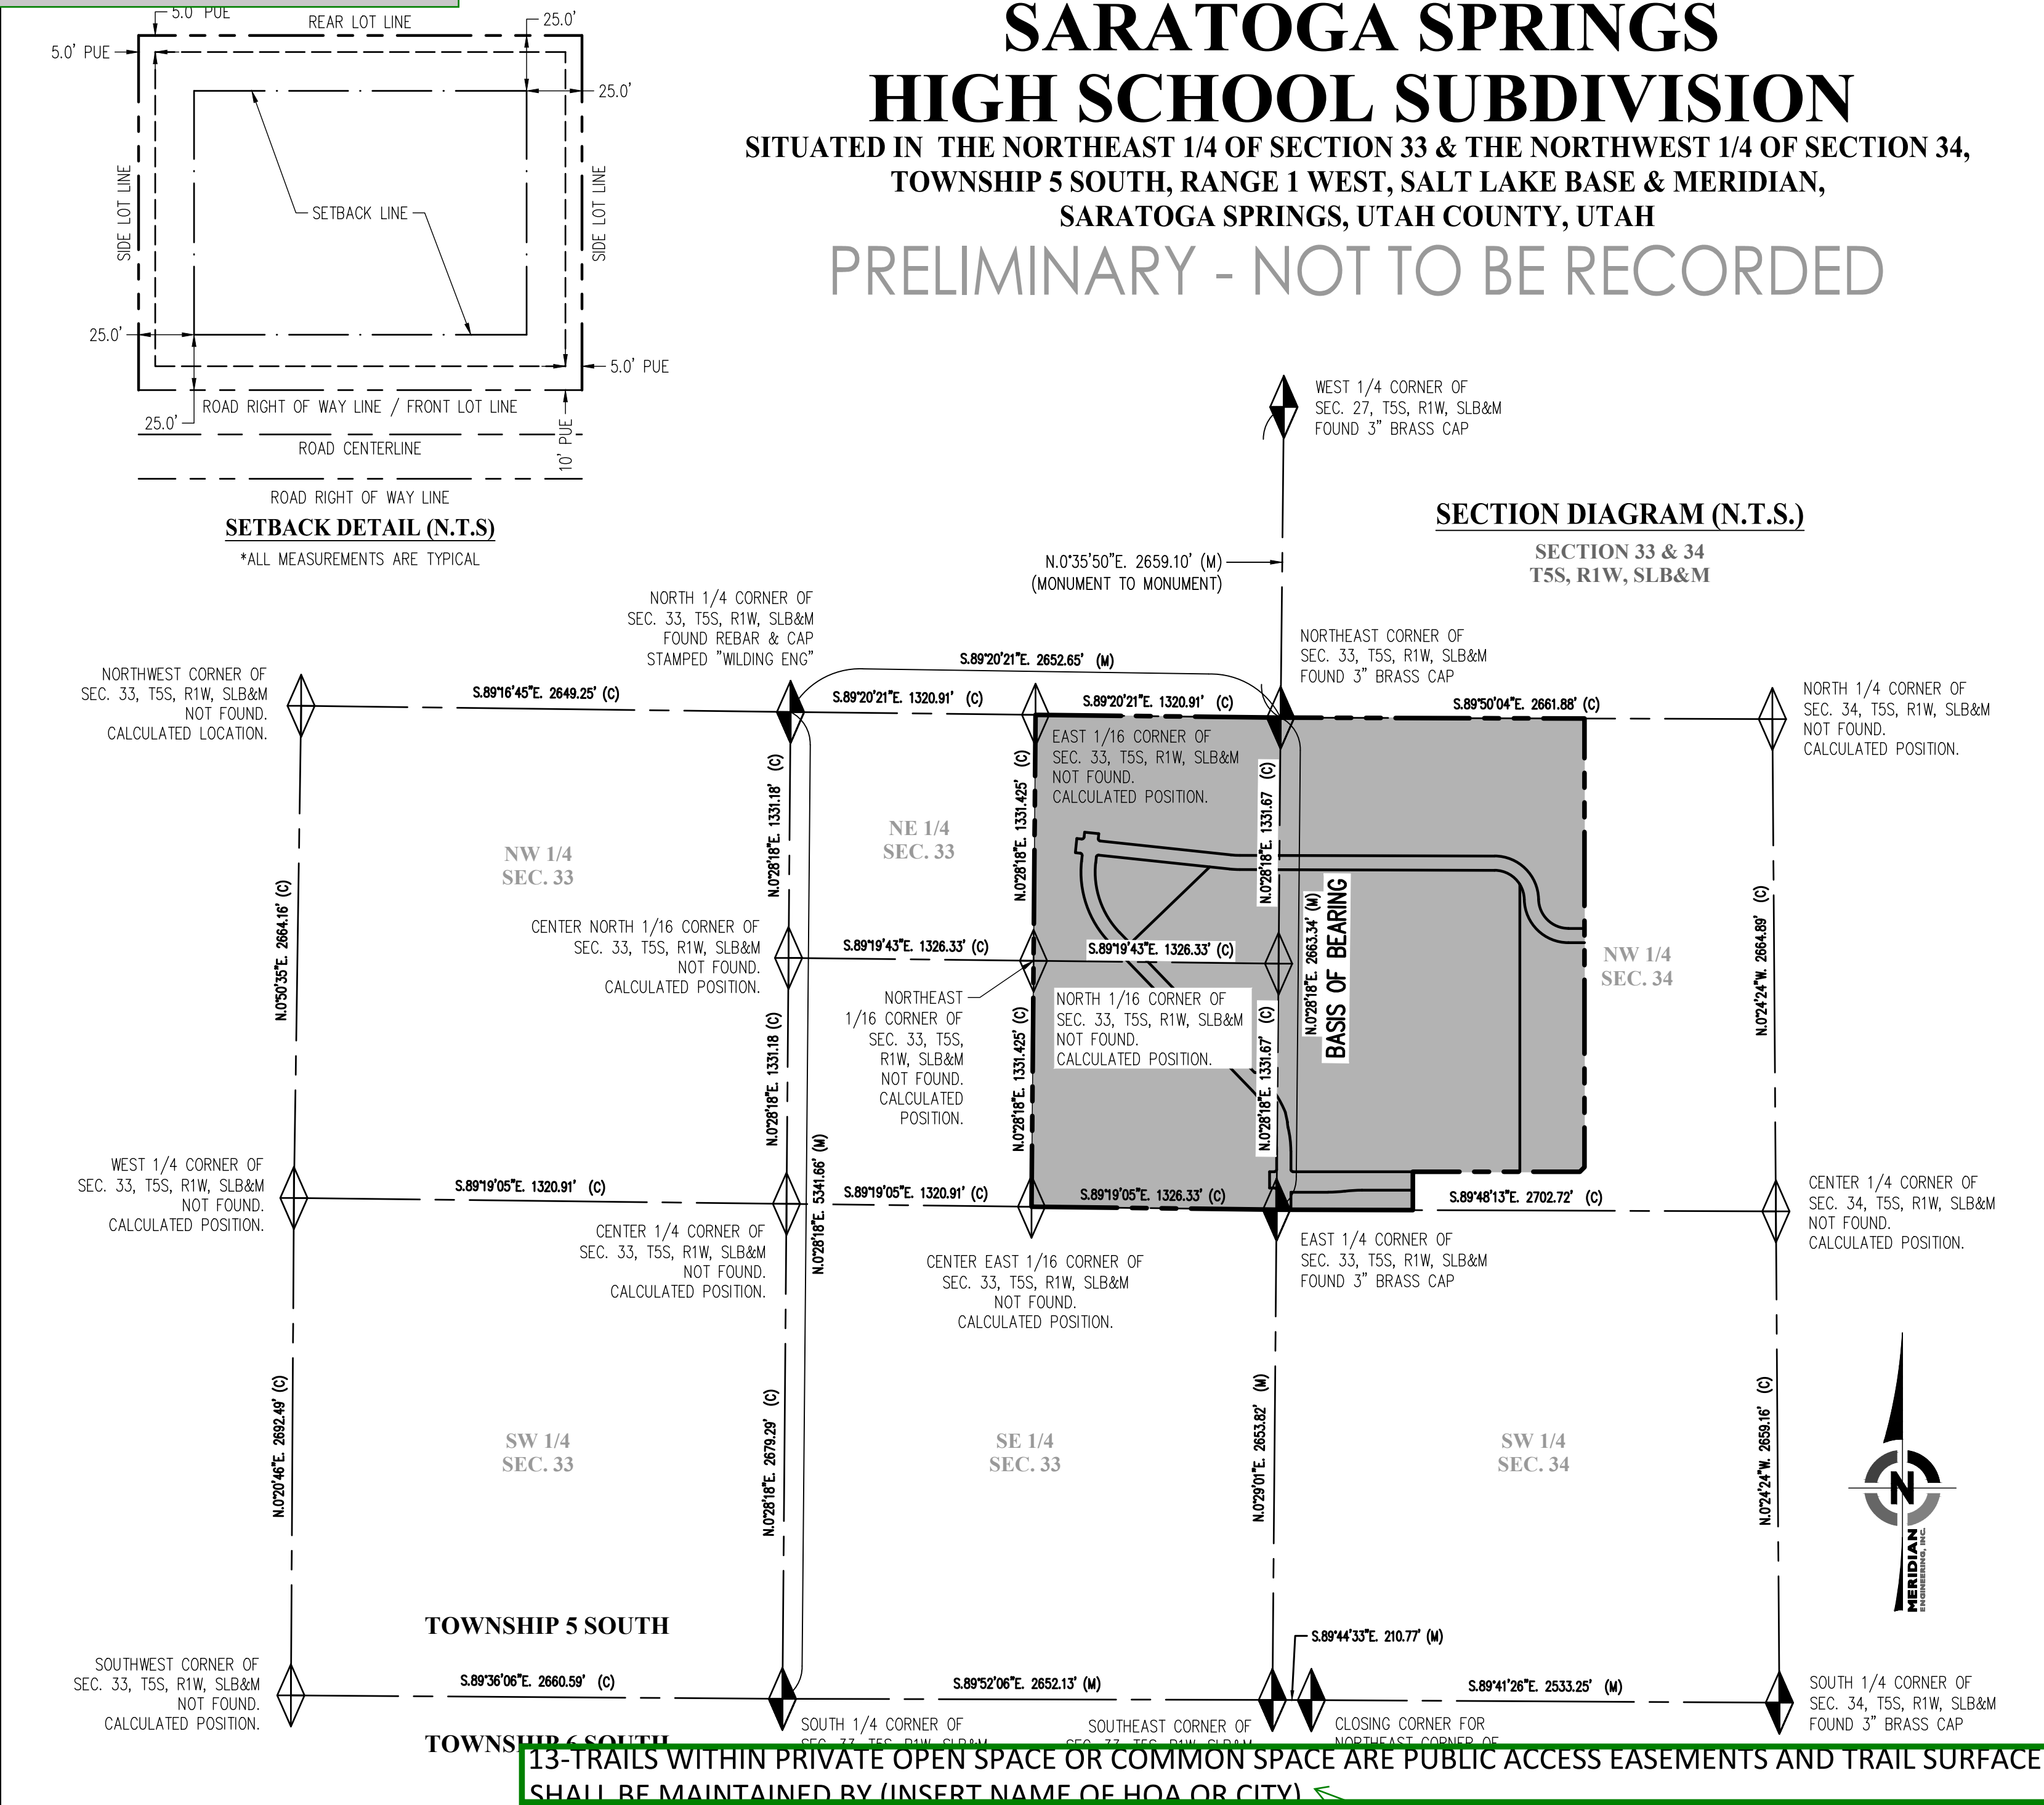 5.0' PUE
REAR LOT LINE
25.0'
5.0' PUE
25.0'
SIDE LOT LINE
SETBACK LINE
SIDE LOT LINE
25.0'
5.0' PUE
ROAD RIGHT OF WAY LINE / FRONT LOT LINE
25.0'
10' PUE
ROAD CENTERLINE
ROAD RIGHT OF WAY LINE
SETBACK DETAIL (N.T.S)
*ALL MEASUREMENTS ARE TYPICAL
SARATOGA SPRINGS
HIGH SCHOOL SUBDIVISION
SITUATED IN THE NORTHEAST 1/4 OF SECTION 33 & THE NORTHWEST 1/4 OF SECTION 34,
TOWNSHIP 5 SOUTH, RANGE 1 WEST, SALT LAKE BASE & MERIDIAN,
SARATOGA SPRINGS, UTAH COUNTY, UTAH
PRELIMINARY - NOT TO BE RECORDED
WEST 1/4 CORNER OF
SEC. 27, T5S, R1W, SLB&M
FOUND 3" BRASS CAP
SECTION DIAGRAM (N.T.S.)
SECTION 33 & 34
T5S, R1W, SLB&M
N.0°35'50"E. 2659.10' (M)
(MONUMENT TO MONUMENT)
NORTH 1/4 CORNER OF
SEC. 33, T5S, R1W, SLB&M
FOUND REBAR & CAP
STAMPED "WILDING ENG"
NORTHEAST CORNER OF
SEC. 33, T5S, R1W, SLB&M
FOUND 3" BRASS CAP
S.89°20'21"E. 2652.65' (M)
NORTHWEST CORNER OF
SEC. 33, T5S, R1W, SLB&M
NOT FOUND.
CALCULATED LOCATION.
S.89°16'45"E. 2649.25' (C)
S.89°20'21"E. 1320.91' (C)
S.89°20'21"E. 1320.91' (C)
S.89°50'04"E. 2661.88' (C)
NORTH 1/4 CORNER OF
SEC. 34, T5S, R1W, SLB&M
NOT FOUND.
CALCULATED POSITION.
EAST 1/16 CORNER OF
SEC. 33, T5S, R1W, SLB&M
NOT FOUND.
CALCULATED POSITION.
N.0°28'18"E. 1331.18' (C)
N.0°28'18"E. 1331.425' (C)
N.0°28'18"E. 1331.67 (C)
NW 1/4
SEC. 33
NE 1/4
SEC. 33
N.0°50'35"E. 2664.16' (C)
CENTER NORTH 1/16 CORNER OF
SEC. 33, T5S, R1W, SLB&M
NOT FOUND.
CALCULATED POSITION.
S.89°19'43"E. 1326.33' (C)
S.89°19'43"E. 1326.33' (C)
N.0°28'18"E. 2663.34' (M)
BASIS OF BEARING
NW 1/4
SEC. 34
N.0°24'24"W. 2664.89' (C)
NORTHEAST
1/16 CORNER OF
SEC. 33, T5S,
R1W, SLB&M
NOT FOUND.
CALCULATED
POSITION.
NORTH 1/16 CORNER OF
SEC. 33, T5S, R1W, SLB&M
NOT FOUND.
CALCULATED POSITION.
N.0°28'18"E. 1331.18 (C)
N.0°28'18"E. 1331.425' (C)
N.0°28'18"E. 1331.67' (C)
N.0°28'18"E. 5341.66' (M)
WEST 1/4 CORNER OF
SEC. 33, T5S, R1W, SLB&M
NOT FOUND.
CALCULATED POSITION.
S.89°19'05"E. 1320.91' (C)
S.89°19'05"E. 1320.91' (C)
S.89°19'05"E. 1326.33' (C)
S.89°48'13"E. 2702.72' (C)
CENTER 1/4 CORNER OF
SEC. 34, T5S, R1W, SLB&M
NOT FOUND.
CALCULATED POSITION.
CENTER 1/4 CORNER OF
SEC. 33, T5S, R1W, SLB&M
NOT FOUND.
CALCULATED POSITION.
CENTER EAST 1/16 CORNER OF
SEC. 33, T5S, R1W, SLB&M
NOT FOUND.
CALCULATED POSITION.
EAST 1/4 CORNER OF
SEC. 33, T5S, R1W, SLB&M
FOUND 3" BRASS CAP
N.0°20'46"E. 2692.49' (C)
SW 1/4
SEC. 33
N.0°28'18"E. 2679.29' (C)
SE 1/4
SEC. 33
N.0°29'01"E. 2653.82' (M)
SW 1/4
SEC. 34
N.0°24'24"W. 2659.16' (C)
N
MERIDIAN
ENGINEERING, INC.
TOWNSHIP 5 SOUTH
S.89°44'33"E. 210.77' (M)
SOUTHWEST CORNER OF
SEC. 33, T5S, R1W, SLB&M
NOT FOUND.
CALCULATED POSITION.
S.89°36'06"E. 2660.59' (C)
S.89°52'06"E. 2652.13' (M)
S.89°41'26"E. 2533.25' (M)
SOUTH 1/4 CORNER OF
SEC. 34, T5S, R1W, SLB&M
FOUND 3" BRASS CAP
SOUTH 1/4 CORNER OF
SOUTHEAST CORNER OF
CLOSING CORNER FOR
NORTHEAST CORNER OF
TOWNSHIP 6 SOUTH
13-TRAILS WITHIN PRIVATE OPEN SPACE OR COMMON SPACE ARE PUBLIC ACCESS EASEMENTS AND TRAIL SURFACE
SHALL BE MAINTAINED BY (INSERT NAME OF HOA OR CITY)